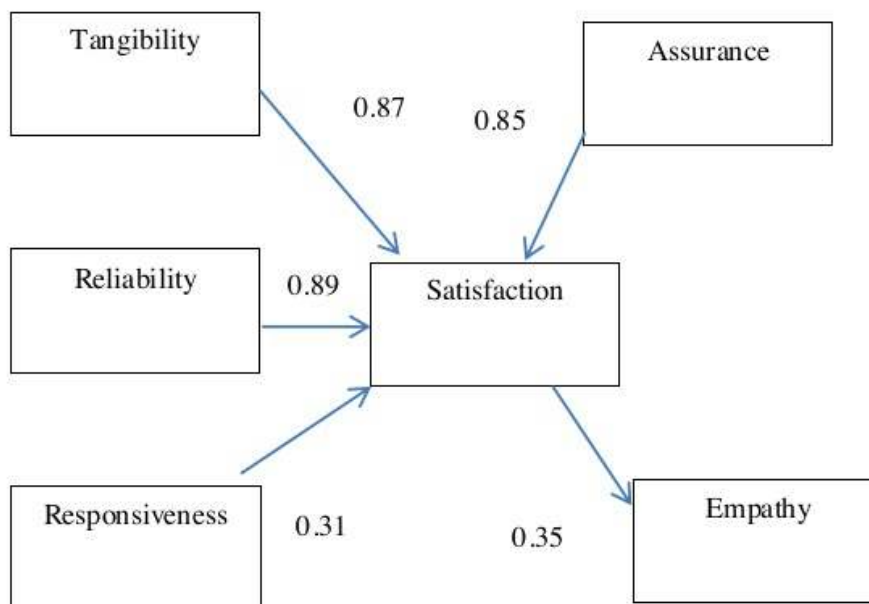 Tangibility
Assurance
0.87
0.85
Reliability
0.89
Satisfaction
Responsiveness
0.31
0.35
Empathy